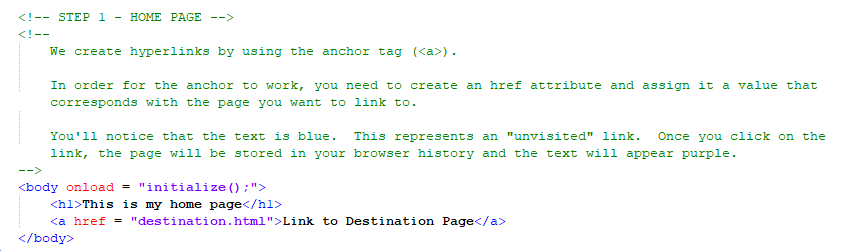 <!-- STEP 1 - HOME PAGE -->
<!--
We create hyperlinks by using the anchor tag (<a>).
In order for the anchor to work, you need to create an href attribute and assign it a value that
corresponds with the page you want to link to.
You'll notice that the text is blue.  This represents an "unvisited" link.  Once you click on the
link, the page will be stored in your browser history and the text will appear purple.
-->
<body onload = "initialize();">
<h1>This is my home page</h1>
<a href = "destination.html">Link to Destination Page</a>
</body>